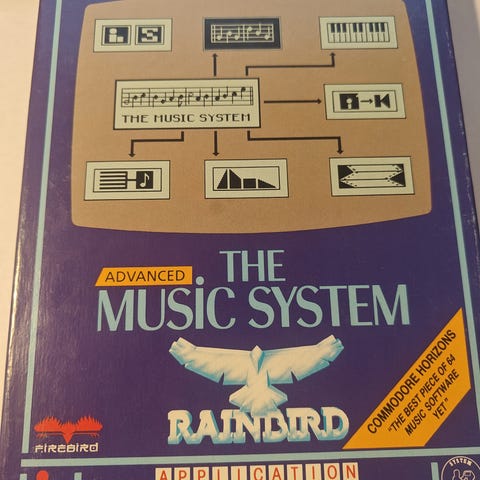 THE MUSIC SYSTEM
ADVANCED
THE
MUSiC SYSTEM
COMMODORE HORIZONS
"THE BEST PIECE OF 64
MUSIC SOFTWARE
YET"
RAINBIRD
FIREBIRD
APPLICATION
SYSTEM